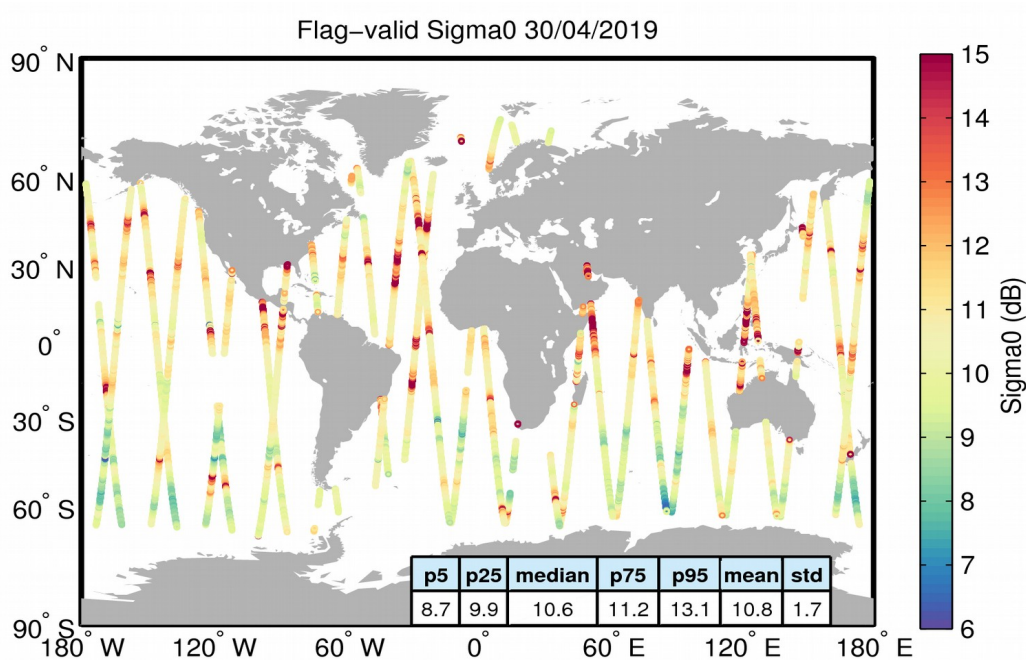 Flag−valid Sigma0 30/04/2019
90° N
60° N
30° N
0°
30° S
60° S
90° S
180° W
120° W
60° W
0°
60° E
120° E
180° E
p5 p25 median p75 p95 mean std
8.7 9.9 10.6 11.2 13.1 10.8 1.7
15
14
13
12
11
10
9
8
7
6
Sigma0 (dB)